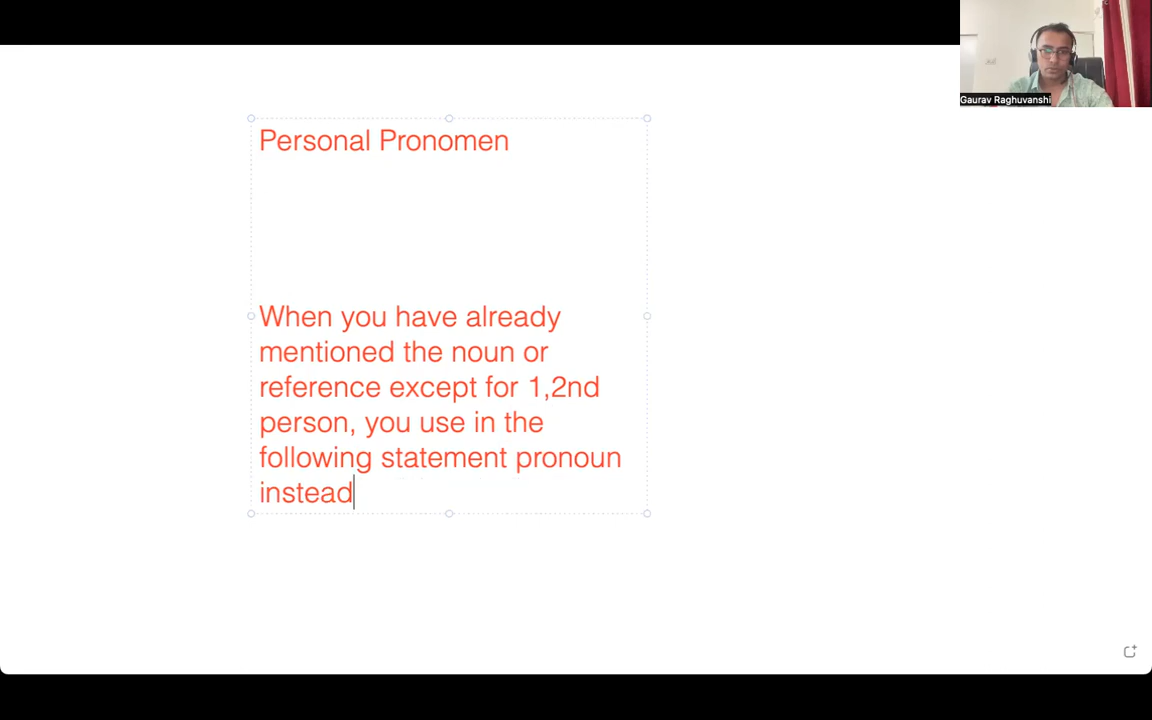 Gaurav Raghuvanshi
Personal Pronomen
When you have already
mentioned the noun or
reference except for 1,2nd
person, you use in the
following statement pronoun
instead